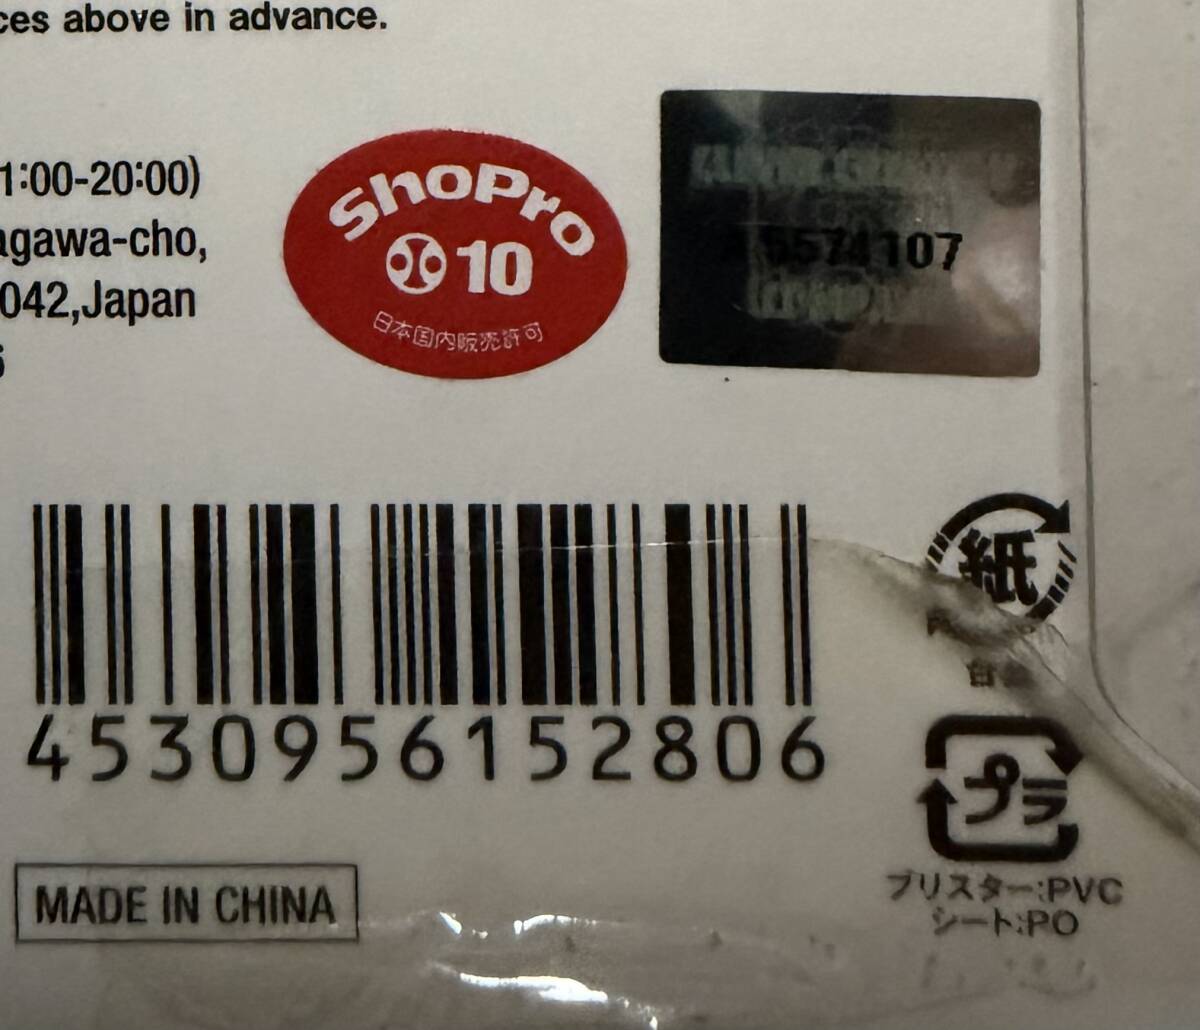 ces above in advance.
1:00-20:00)
agawa-cho,
042,Japan
ShoPro
10
日本国内販売許可
5574107
紙
4530956152806
プラ
ブリスター:PVC
シート:PO
MADE IN CHINA